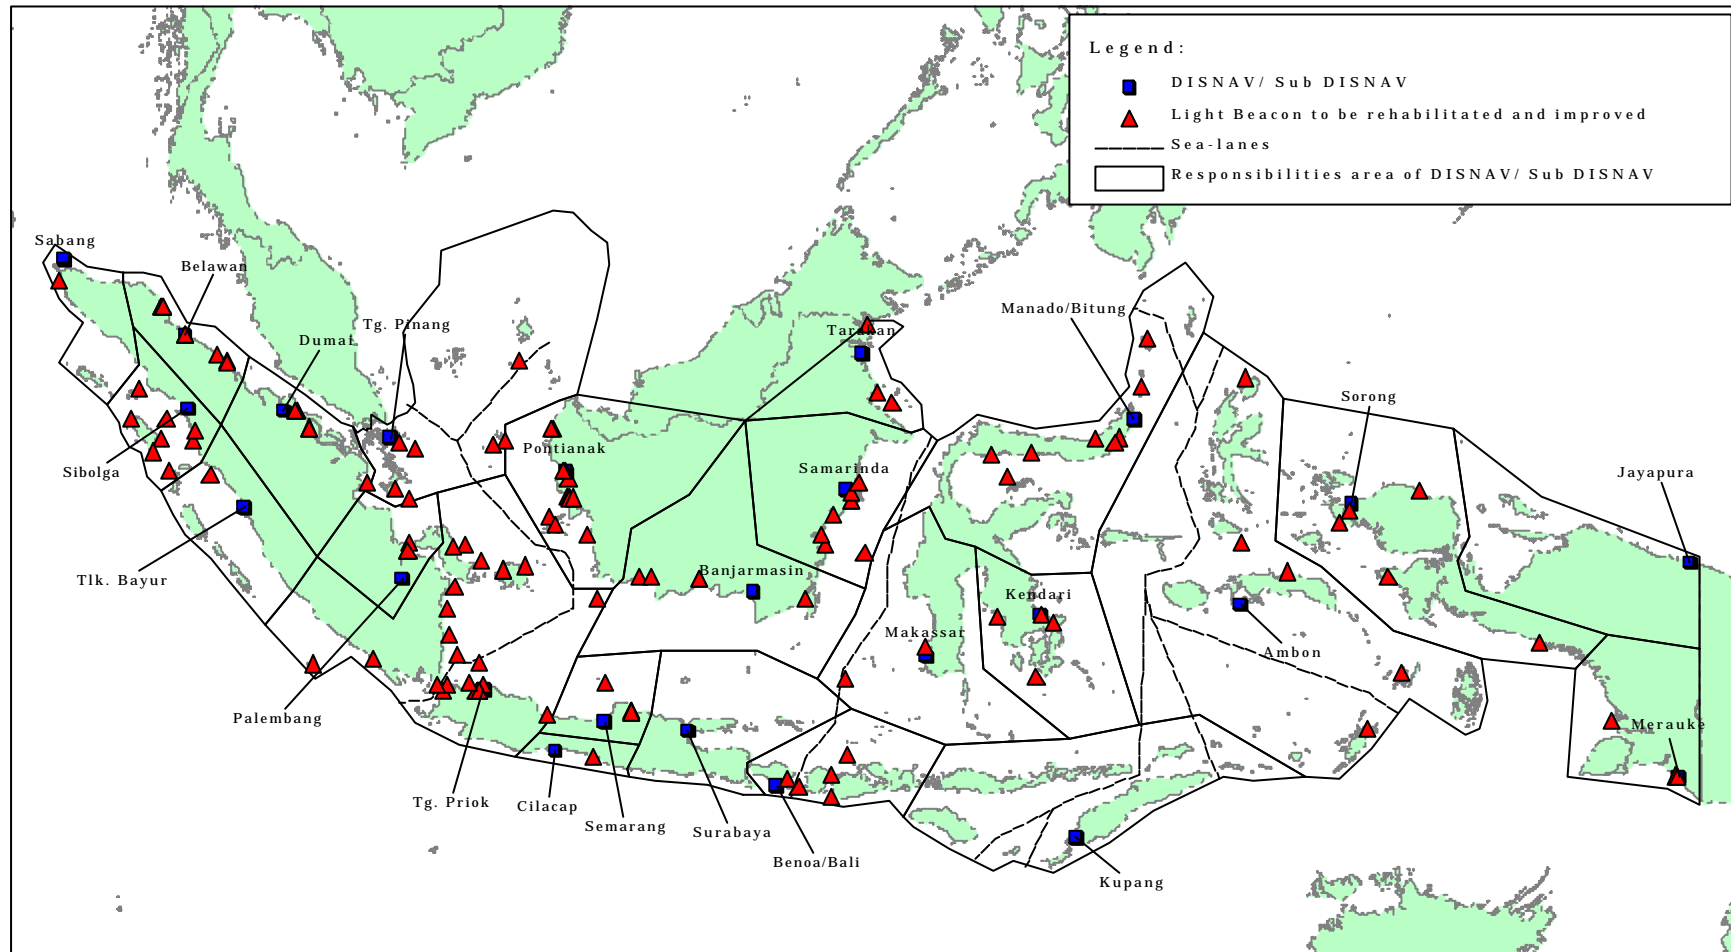 Legend:
DISNAV/ Sub DISNAV
Light Beacon to be rehabilitated and improved
Sea-lanes
Responsibilities area of DISNAV/ Sub DISNAV
Sabang
Belawan
Dumai
Tg. Pinang
Tarakan
Manado/Bitung
Sorong
Jayapura
Pontianak
Samarinda
Sibolga
Tlk. Bayur
Banjarmasin
Kendari
Makassar
Ambon
Palembang
Merauke
Tg. Priok
Cilacap
Semarang
Surabaya
Benoa/Bali
Kupang